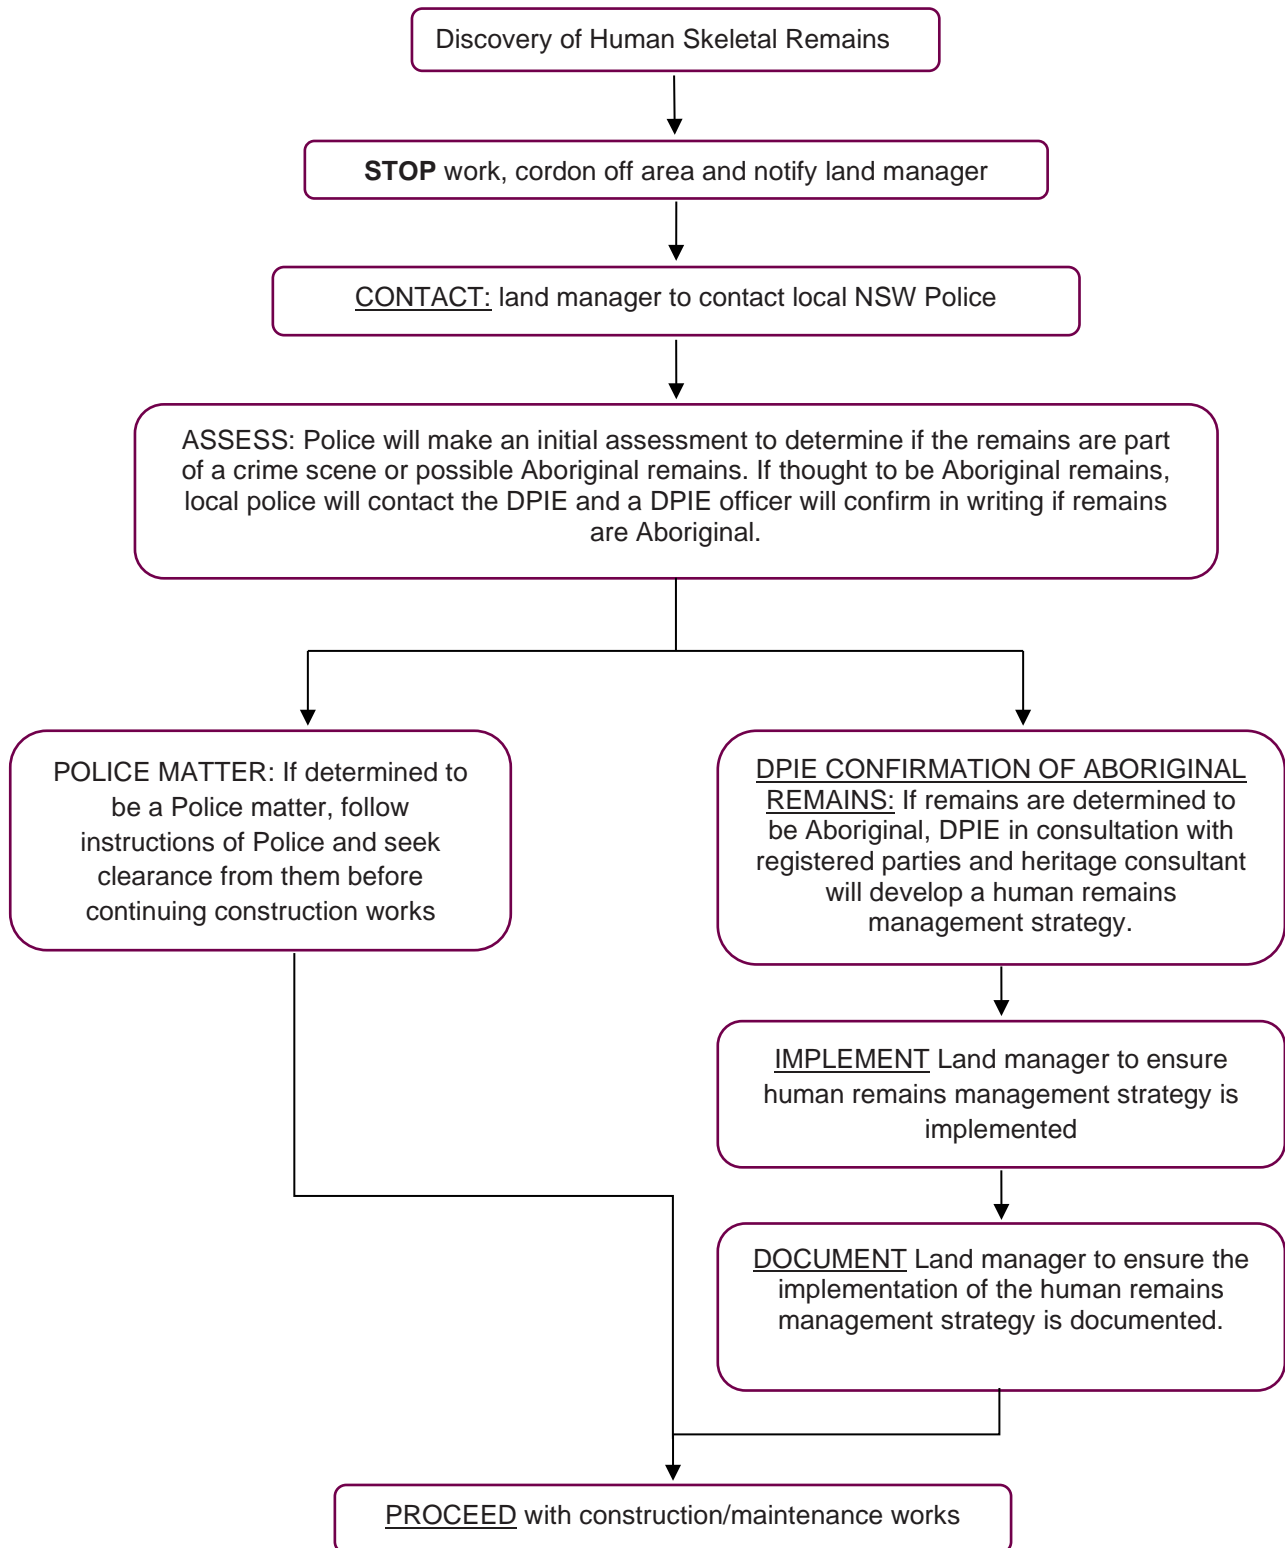 Discovery of Human Skeletal Remains
STOP work, cordon off area and notify land manager
CONTACT: land manager to contact local NSW Police
ASSESS: Police will make an initial assessment to determine if the remains are part
of a crime scene or possible Aboriginal remains. If thought to be Aboriginal remains,
local police will contact the DPIE and a DPIE officer will confirm in writing if remains
are Aboriginal.
POLICE MATTER: If determined to
be a Police matter, follow
instructions of Police and seek
clearance from them before
continuing construction works
DPIE CONFIRMATION OF ABORIGINAL
REMAINS: If remains are determined to
be Aboriginal, DPIE in consultation with
registered parties and heritage consultant
will develop a human remains
management strategy.
IMPLEMENT Land manager to ensure
human remains management strategy is
implemented
DOCUMENT Land manager to ensure the
implementation of the human remains
management strategy is documented.
PROCEED with construction/maintenance works